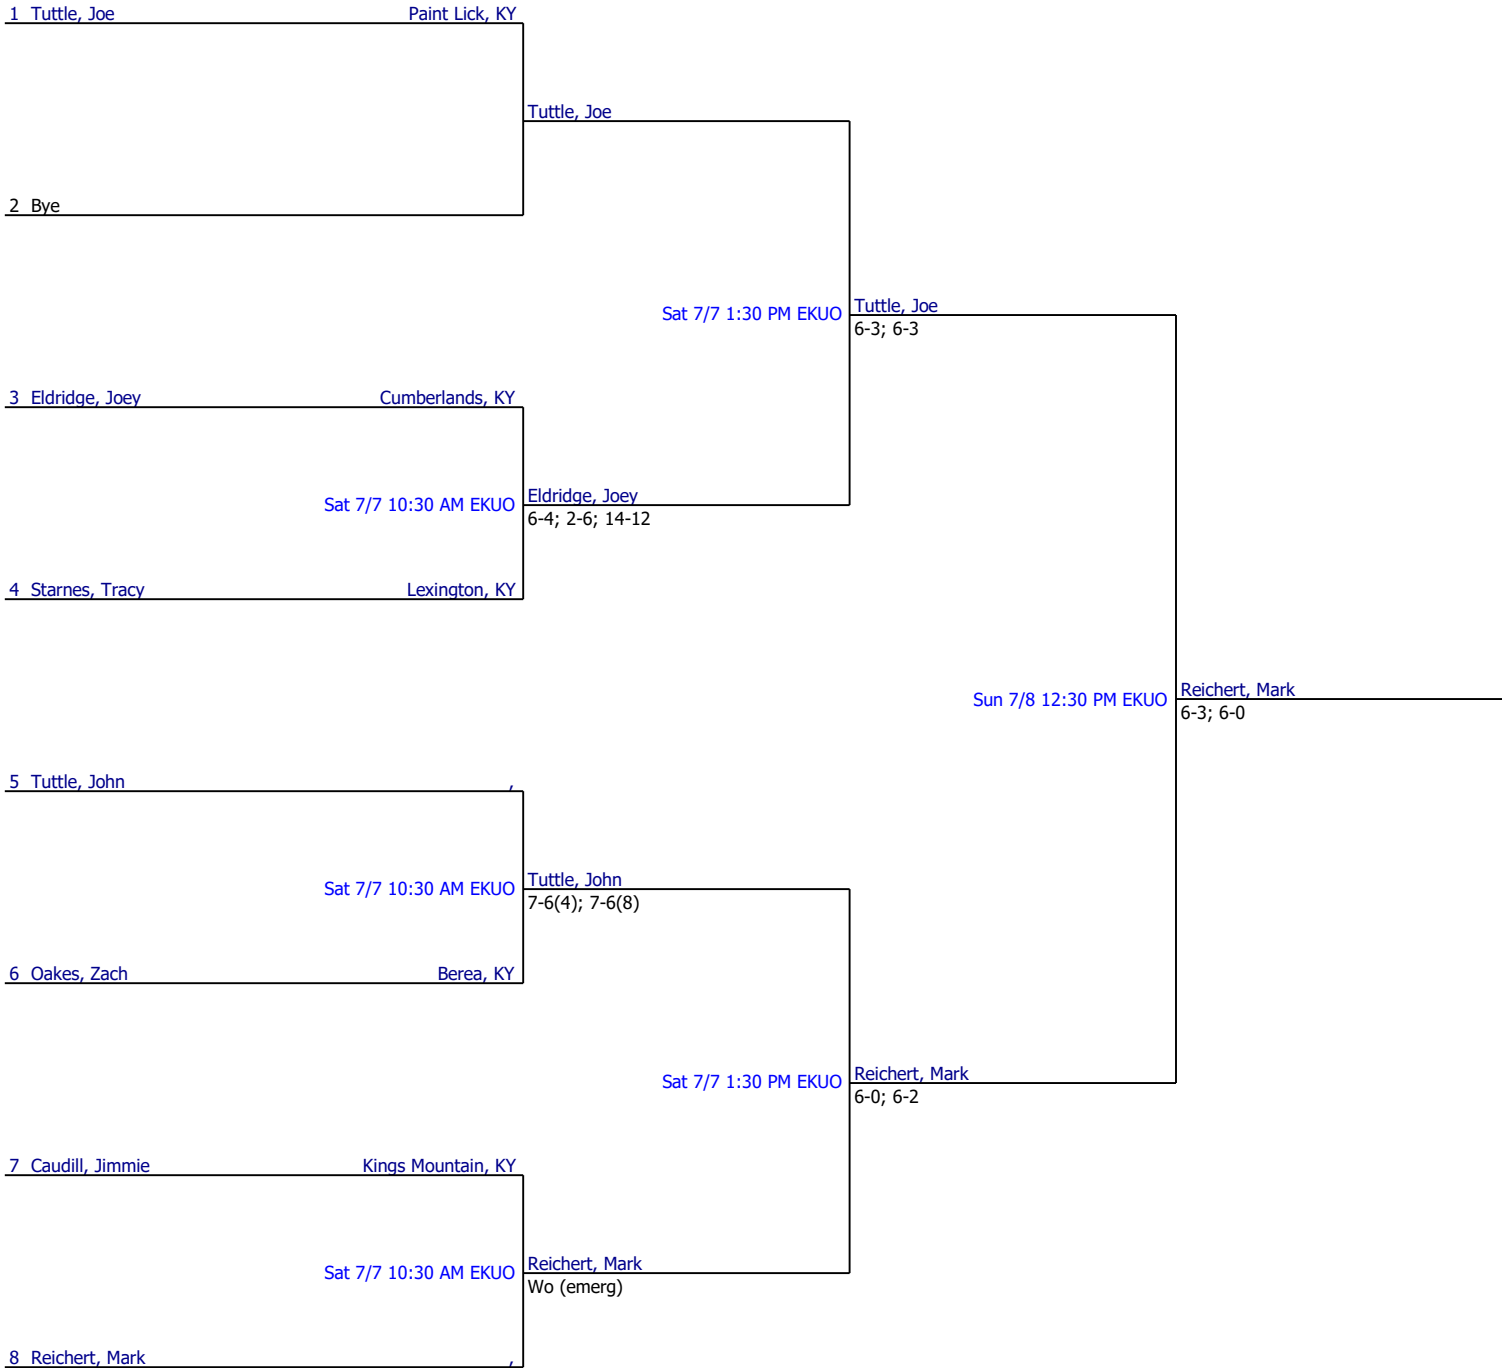 1 Tuttle, Joe Paint Lick, KY
Tuttle, Joe
2 Bye
Sat 7/7 1:30 PM EKUO
Tuttle, Joe
6-3; 6-3
3 Eldridge, Joey Cumberlands, KY
Sat 7/7 10:30 AM EKUO
Eldridge, Joey
6-4; 2-6; 14-12
4 Starnes, Tracy Lexington, KY
Sun 7/8 12:30 PM EKUO
Reichert, Mark
6-3; 6-0
5 Tuttle, John ,
Sat 7/7 10:30 AM EKUO
Tuttle, John
7-6(4); 7-6(8)
6 Oakes, Zach Berea, KY
Sat 7/7 1:30 PM EKUO
Reichert, Mark
6-0; 6-2
7 Caudill, Jimmie Kings Mountain, KY
Sat 7/7 10:30 AM EKUO
Reichert, Mark
Wo (emerg)
8 Reichert, Mark ,